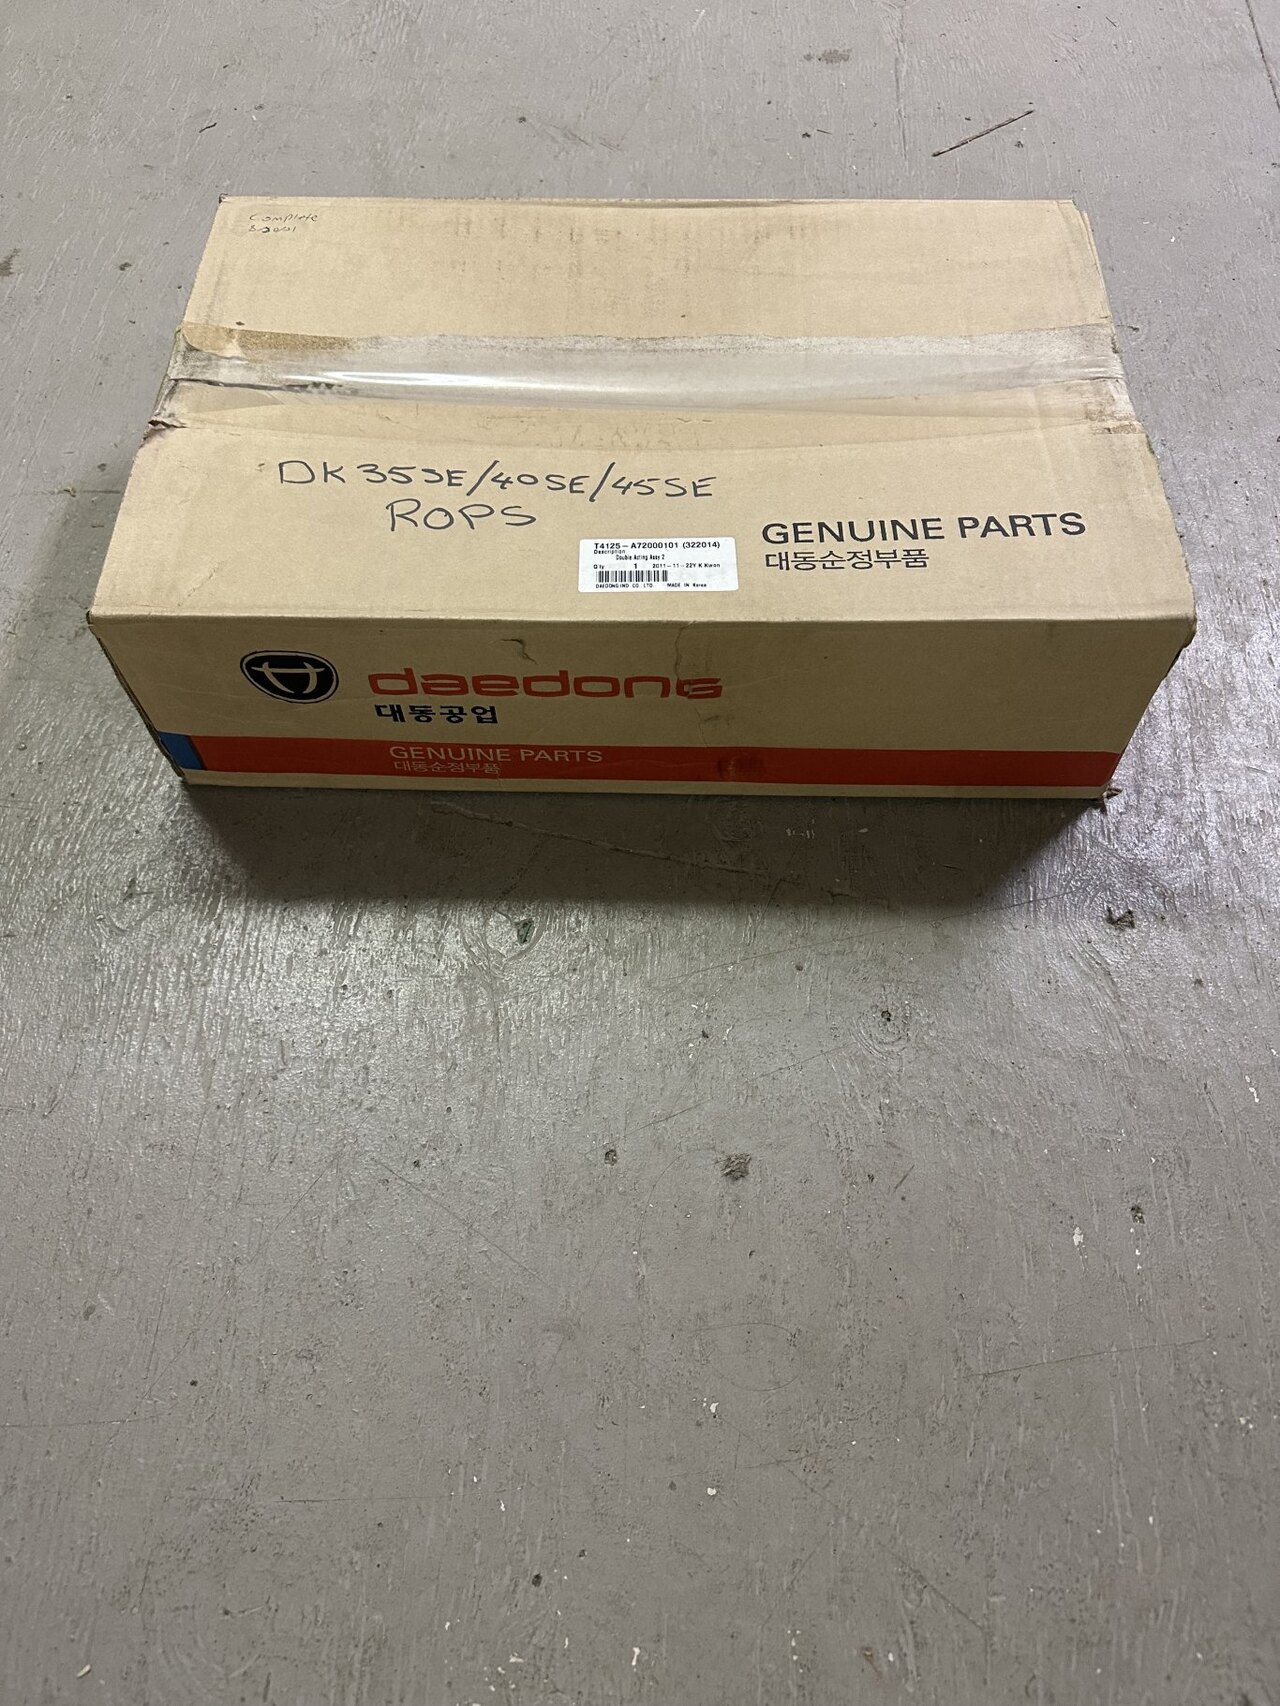 Complete
DK35SE/40SE/45SE
ROPS
T4125-A72000101 (322014)
Description
Double Acting Assy 2
Q'ty 1 2011-11-22Y K Kwon
DAEDONG IND CO. LTD. MADE IN Korea
GENUINE PARTS
대동순정부품
daedong
대동공업
GENUINE PARTS
대동순정부품